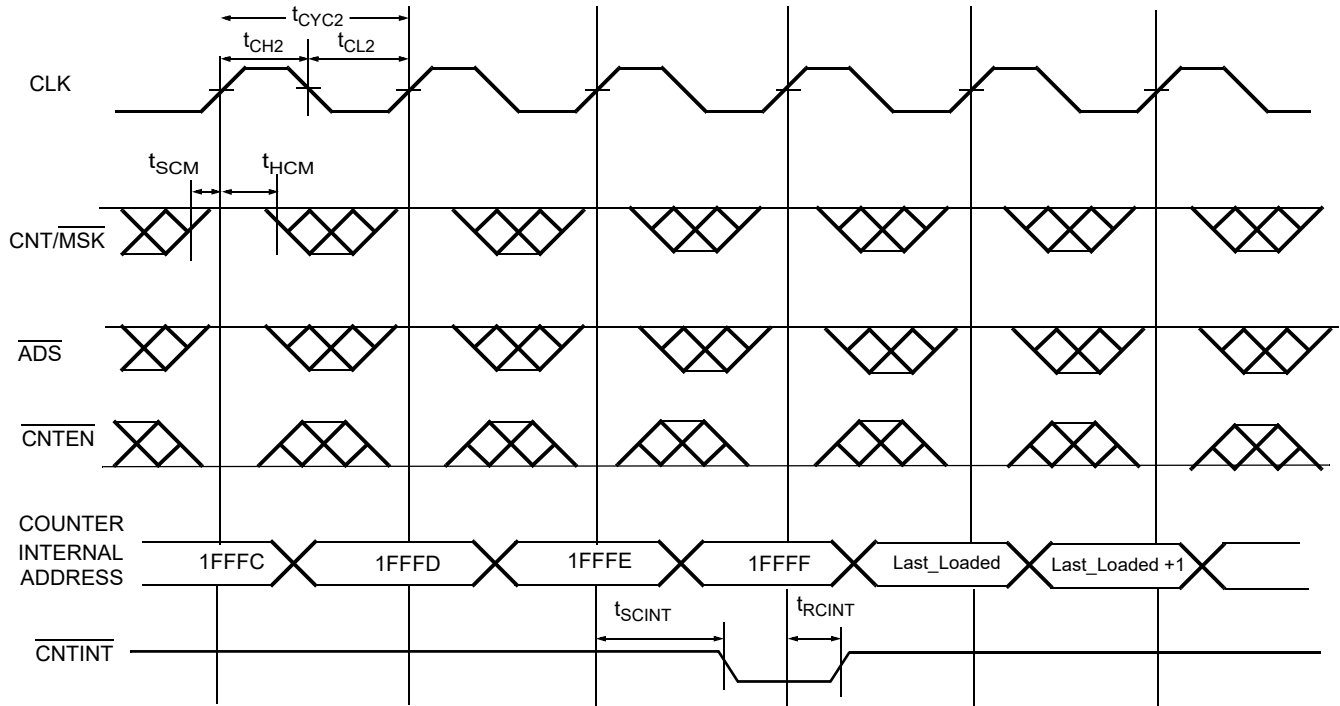 tCYC2
tCH2
tCL2
CLK
tSCM
tHCM
CNT/MSK
ADS
CNTEN
COUNTER
INTERNAL
ADDRESS
1FFFC
1FFFD
1FFFE
1FFFF
Last_Loaded
Last_Loaded +1
tSCINT
tRCINT
CNTINT